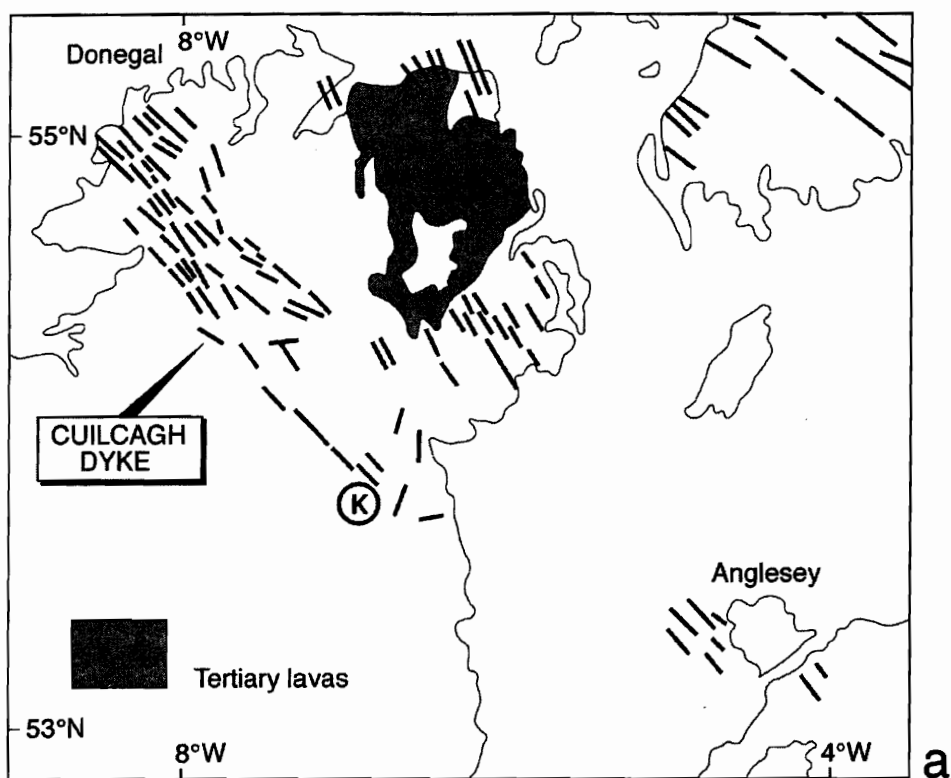 8°W
Donegal
55°N
CUILCAGH
DYKE
K
Anglesey
Tertiary lavas
53°N
8°W
4°W
a